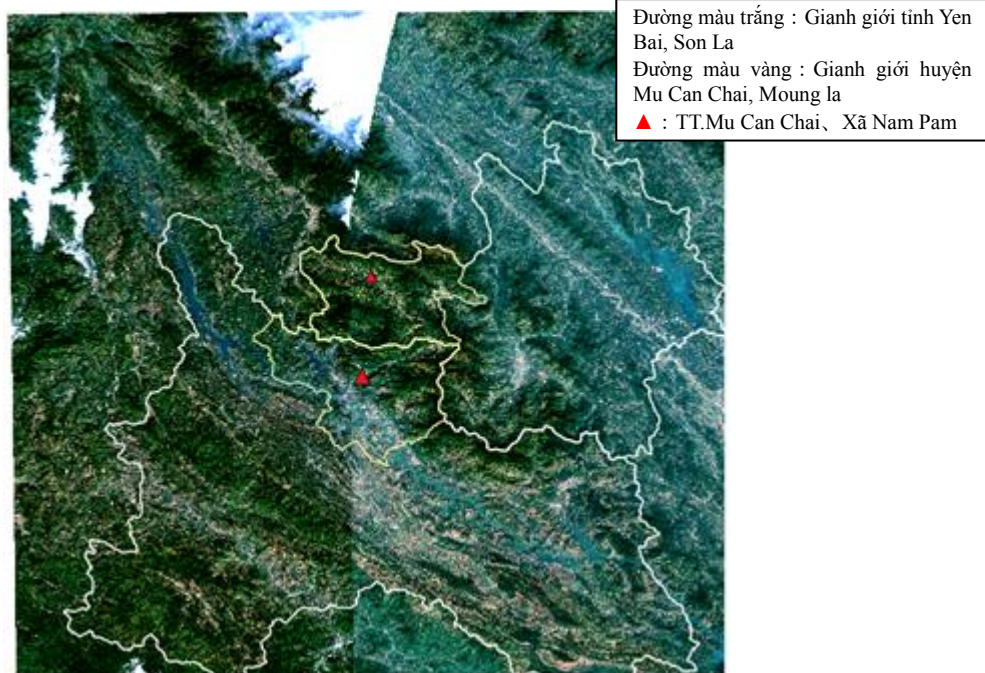 Đường màu trắng : Gianh giới tỉnh Yen
Bai, Son La
Đường màu vàng : Gianh giới huyện
Mu Can Chai, Moung la
▲ : TT.Mu Can Chai、Xã Nam Pam